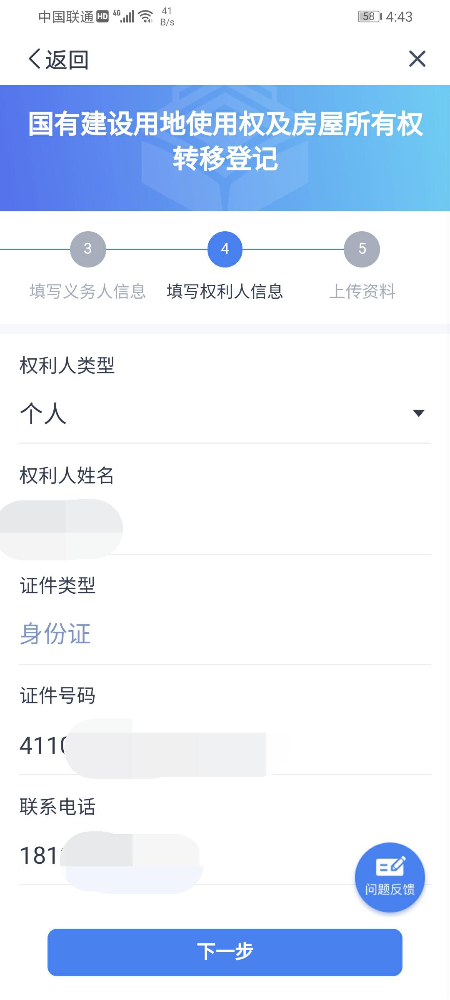 中国联通 HD 4G 41 B/s 58 4:43
返回
国有建设用地使用权及房屋所有权
转移登记
3 4 5
填写义务人信息 填写权利人信息 上传资料
权利人类型
个人
权利人姓名
证件类型
身份证
证件号码
4110
联系电话
181
问题反馈
下一步